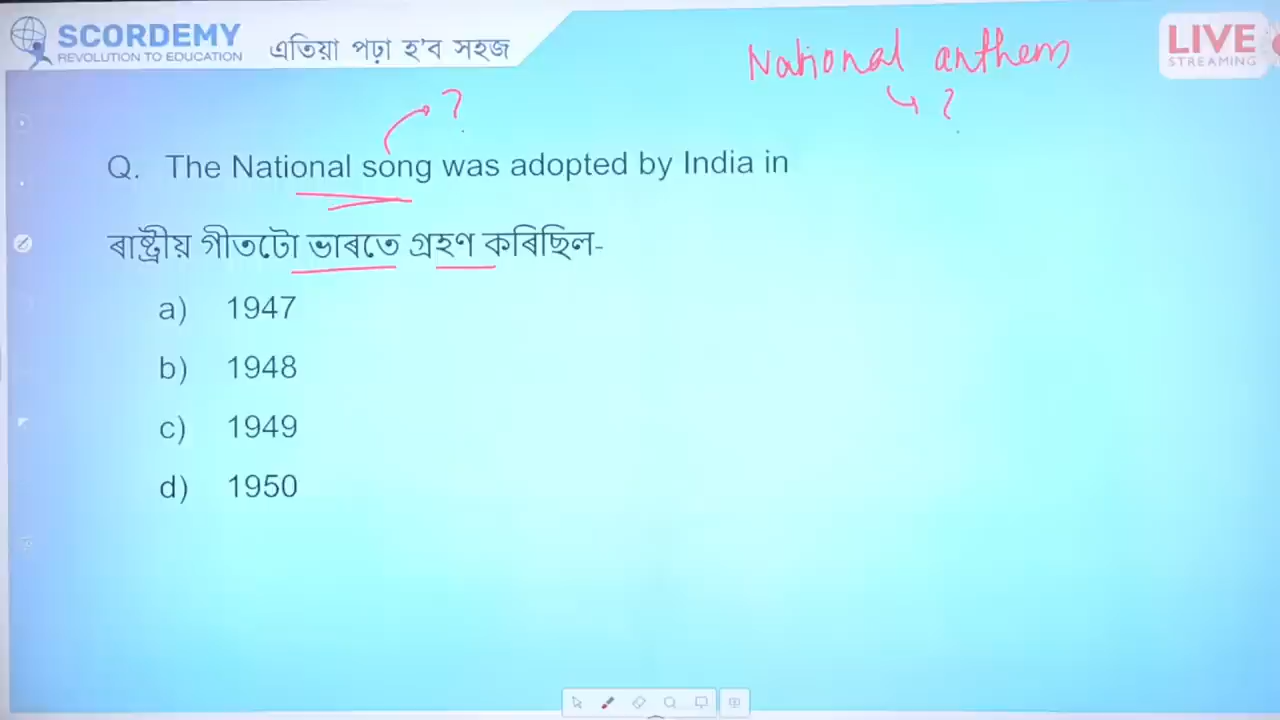 SCORDEMY
REVOLUTION TO EDUCATION
এতিয়া পঢ়া হ'ব সহজ
National anthem
LIVE
STREAMING
↳ ?
?
Q. The National song was adopted by India in
ৰাষ্ট্ৰীয় গীতটো ভাৰতে গ্ৰহণ কৰিছিল-
a) 1947
b) 1948
c) 1949
d) 1950